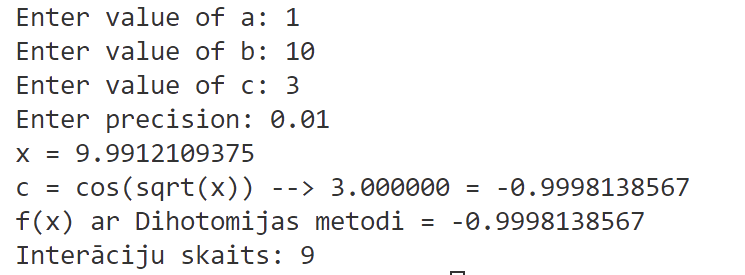 Enter value of a: 1
Enter value of b: 10
Enter value of c: 3
Enter precision: 0.01
x = 9.9912109375
c = cos(sqrt(x)) --> 3.000000 = -0.9998138567
f(x) ar Dihotomijas metodi = -0.9998138567
Interāciju skaits: 9